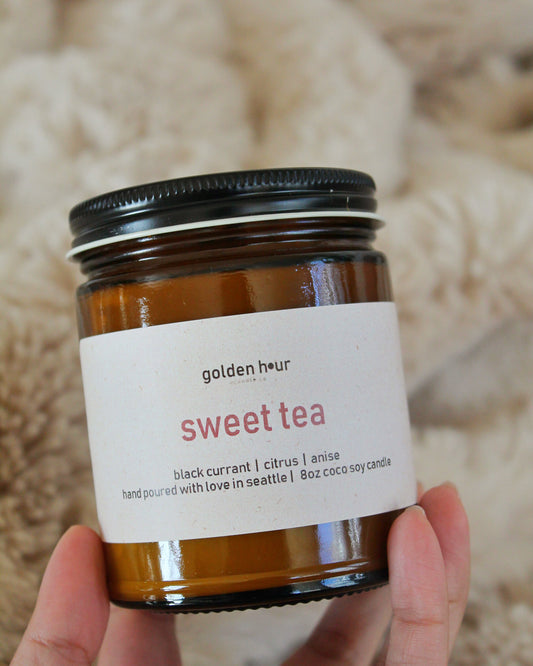 golden hour
sweet tea
black currant | citrus | anise
hand poured with love in seattle | 8oz coco soy candle